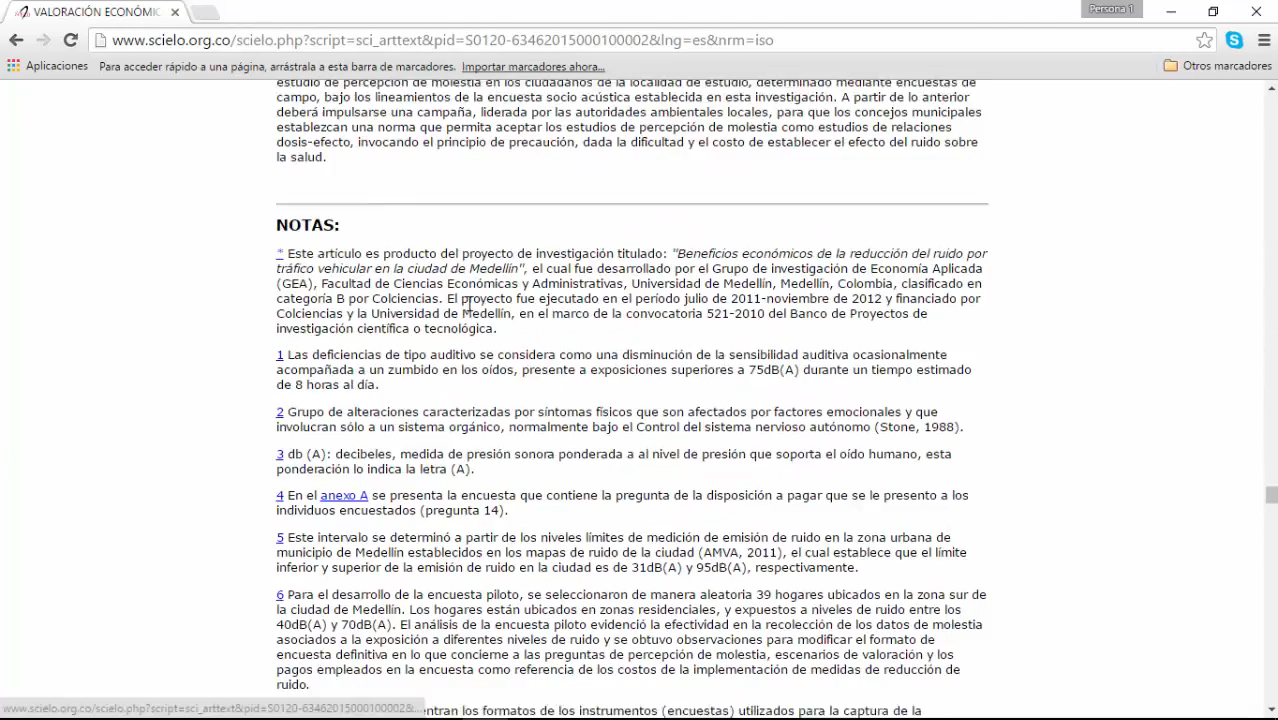 VALORACIÓN ECONÓMIC
Persona 1
www.scielo.org.co/scielo.php?script=sci_arttext&pid=S0120-63462015000100002&lng=es&nrm=iso
Aplicaciones Para acceder rápido a una página, arrástrala a esta barra de marcadores. Importar marcadores ahora... Otros marcadores
estudio de percepción de molestia en los ciudadanos de la localidad de estudio, determinado mediante encuestas de
campo, bajo los lineamientos de la encuesta socio acústica establecida en esta investigación. A partir de lo anterior
deberá impulsarse una campaña, liderada por las autoridades ambientales locales, para que los concejos municipales
establezcan una norma que permita aceptar los estudios de percepción de molestia como estudios de relaciones
dosis-efecto, invocando el principio de precaución, dada la dificultad y el costo de establecer el efecto del ruido sobre
la salud.
NOTAS:
* Este artículo es producto del proyecto de investigación titulado: "Beneficios económicos de la reducción del ruido por
tráfico vehicular en la ciudad de Medellín", el cual fue desarrollado por el Grupo de investigación de Economía Aplicada
(GEA), Facultad de Ciencias Económicas y Administrativas, Universidad de Medellín, Medellín, Colombia, clasificado en
categoría B por Colciencias. El proyecto fue ejecutado en el período julio de 2011-noviembre de 2012 y financiado por
Colciencias y la Universidad de Medellín, en el marco de la convocatoria 521-2010 del Banco de Proyectos de
investigación científica o tecnológica.
1 Las deficiencias de tipo auditivo se considera como una disminución de la sensibilidad auditiva ocasionalmente
acompañada a un zumbido en los oídos, presente a exposiciones superiores a 75dB(A) durante un tiempo estimado
de 8 horas al día.
2 Grupo de alteraciones caracterizadas por síntomas físicos que son afectados por factores emocionales y que
involucran sólo a un sistema orgánico, normalmente bajo el Control del sistema nervioso autónomo (Stone, 1988).
3 db (A): decibeles, medida de presión sonora ponderada a al nivel de presión que soporta el oído humano, esta
ponderación lo indica la letra (A).
4 En el anexo A se presenta la encuesta que contiene la pregunta de la disposición a pagar que se le presento a los
individuos encuestados (pregunta 14).
5 Este intervalo se determinó a partir de los niveles límites de medición de emisión de ruido en la zona urbana de
municipio de Medellín establecidos en los mapas de ruido de la ciudad (AMVA, 2011), el cual establece que el límite
inferior y superior de la emisión de ruido en la ciudad es de 31dB(A) y 95dB(A), respectivamente.
6 Para el desarrollo de la encuesta piloto, se seleccionaron de manera aleatoria 39 hogares ubicados en la zona sur de
la ciudad de Medellín. Los hogares están ubicados en zonas residenciales, y expuestos a niveles de ruido entre los
40dB(A) y 70dB(A). El análisis de la encuesta piloto evidenció la efectividad en la recolección de los datos de molestia
asociados a la exposición a diferentes niveles de ruido y se obtuvo observaciones para modificar el formato de
encuesta definitiva en lo que concierne a las preguntas de percepción de molestia, escenarios de valoración y los
pagos empleados en la encuesta como referencia de los costos de la implementación de medidas de reducción de
ruido.
www.scielo.org.co/scielo.php?script=sci_arttext&pid=S0120-63462015000100002&... entran los formatos de los instrumentos (encuestas) utilizados para la captura de la